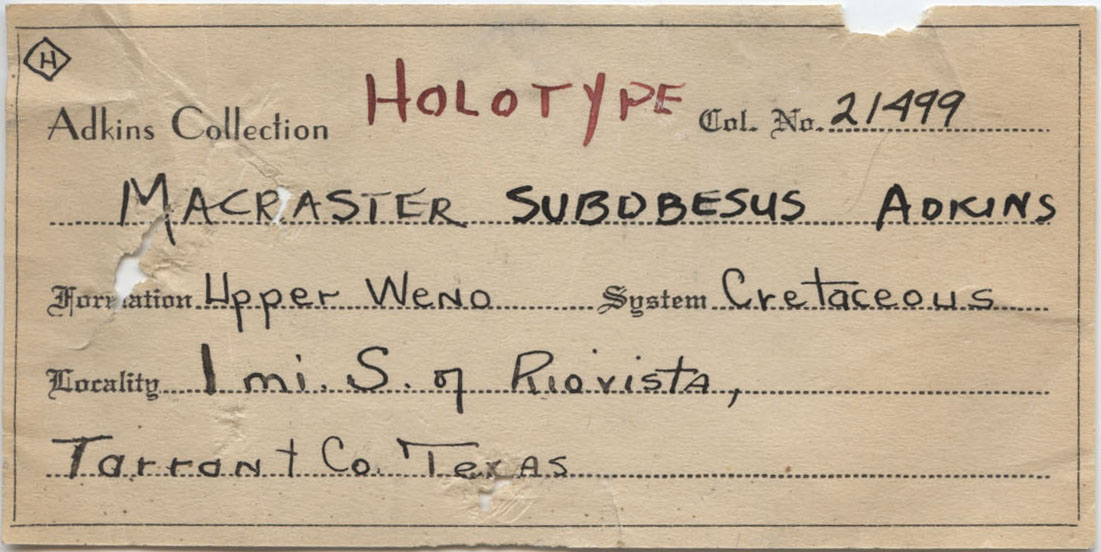 H
Adkins Collection HOLOTYPE Col. No. 21499
MACRASTER SUBOBESUS ADKINS
Formation Upper Weno System Cretaceous
Locality 1 mi. S. of Riovista,
Tarrant Co. Texas